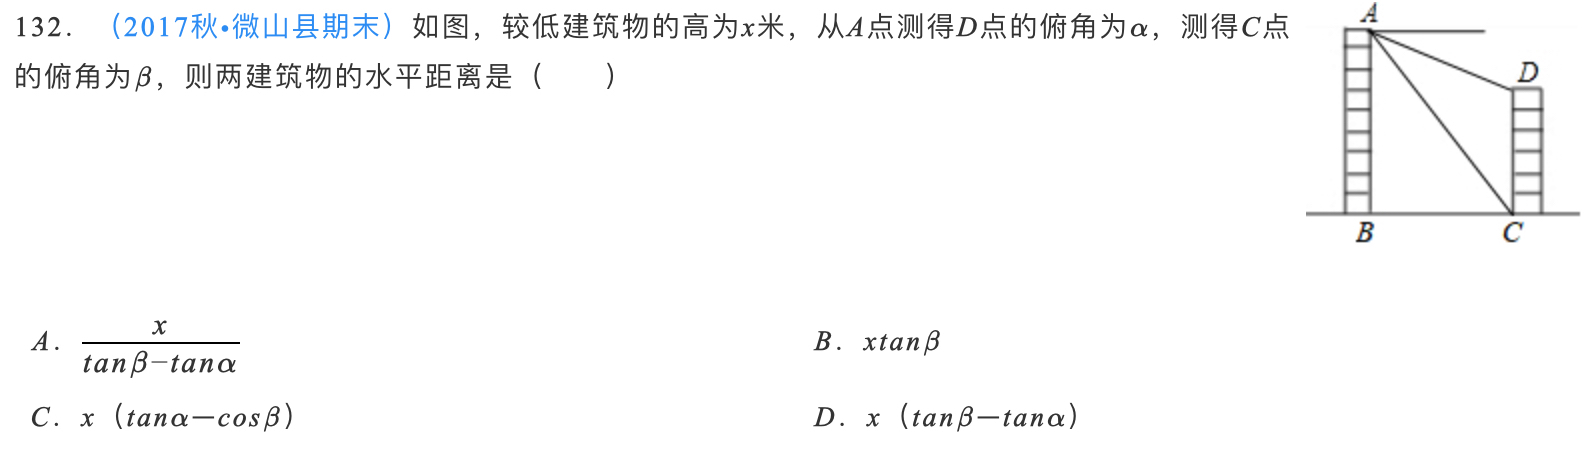 132. （2017秋•微山县期末）如图，较低建筑物的高为x米，从A点测得D点的俯角为α，测得C点
的俯角为β，则两建筑物的水平距离是（　　）
A
D
B
C
A. x/(tanβ−tanα)
B. xtanβ
C. x（tanα−cosβ）
D. x（tanβ−tanα）